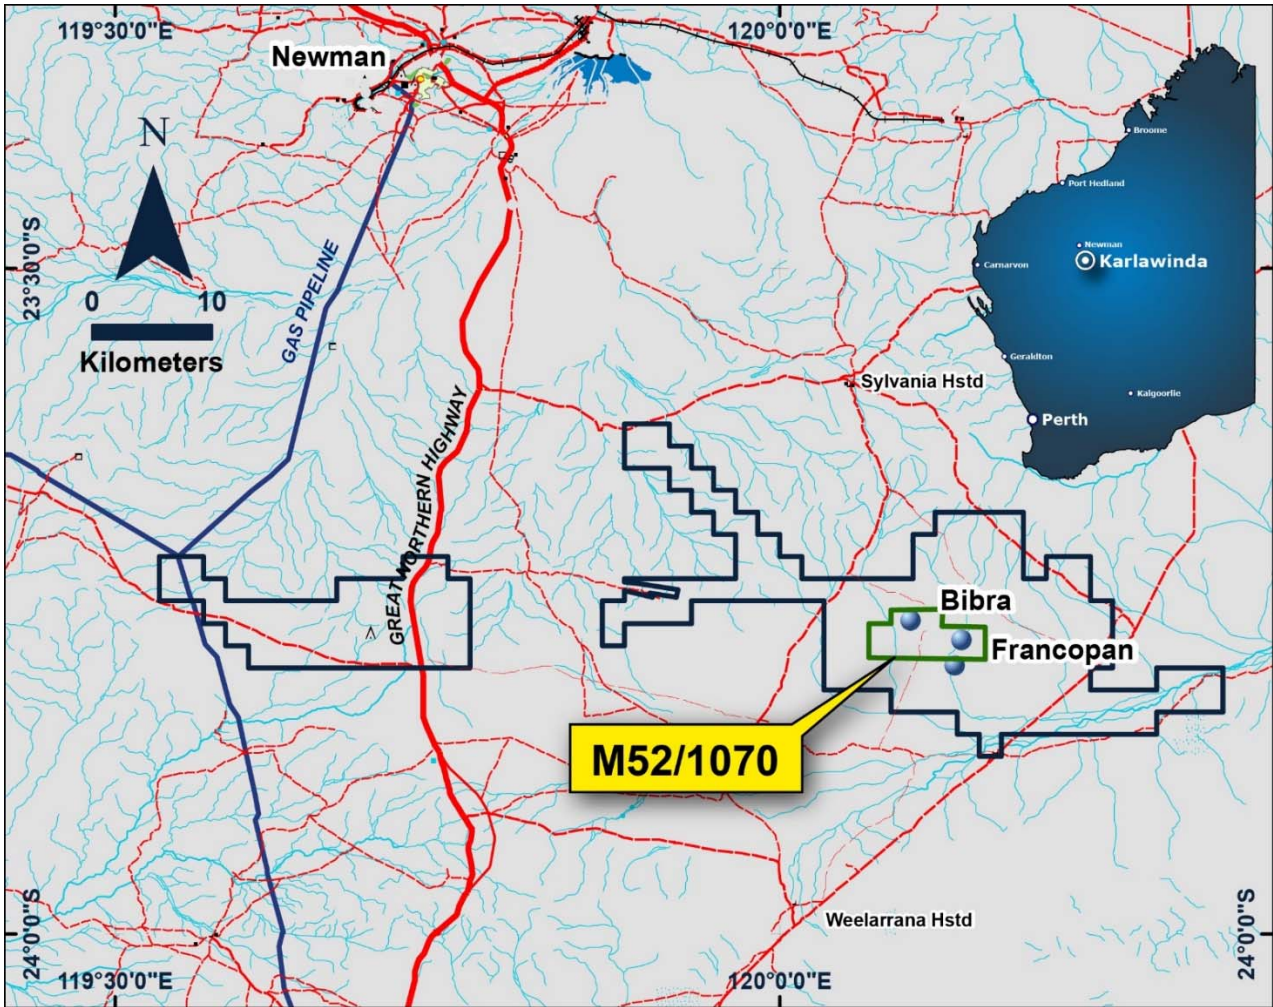 119°30'0"E
120°0'0"E
Newman
N
23°30'0"S
0 10
Kilometers
GAS PIPELINE
GREAT NORTHERN HIGHWAY
Broome
Port Hedland
Newman
Karlawinda
Carnarvon
Geraldton
Kalgoorlie
Perth
Sylvania Hstd
Bibra
Francopan
M52/1070
Weelarrana Hstd
24°0'0"S
24°0'0"S
119°30'0"E
120°0'0"E